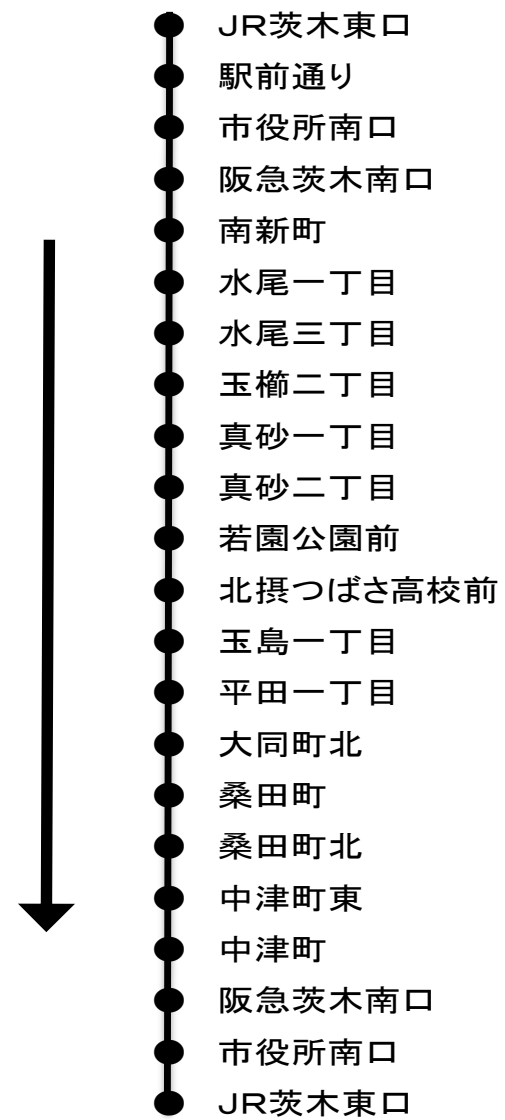 JR茨木東口
駅前通り
市役所南口
阪急茨木南口
南新町
水尾一丁目
水尾三丁目
玉櫛二丁目
真砂一丁目
真砂二丁目
若園公園前
北摂つばさ高校前
玉島一丁目
平田一丁目
大同町北
桑田町
桑田町北
中津町東
中津町
阪急茨木南口
市役所南口
JR茨木東口